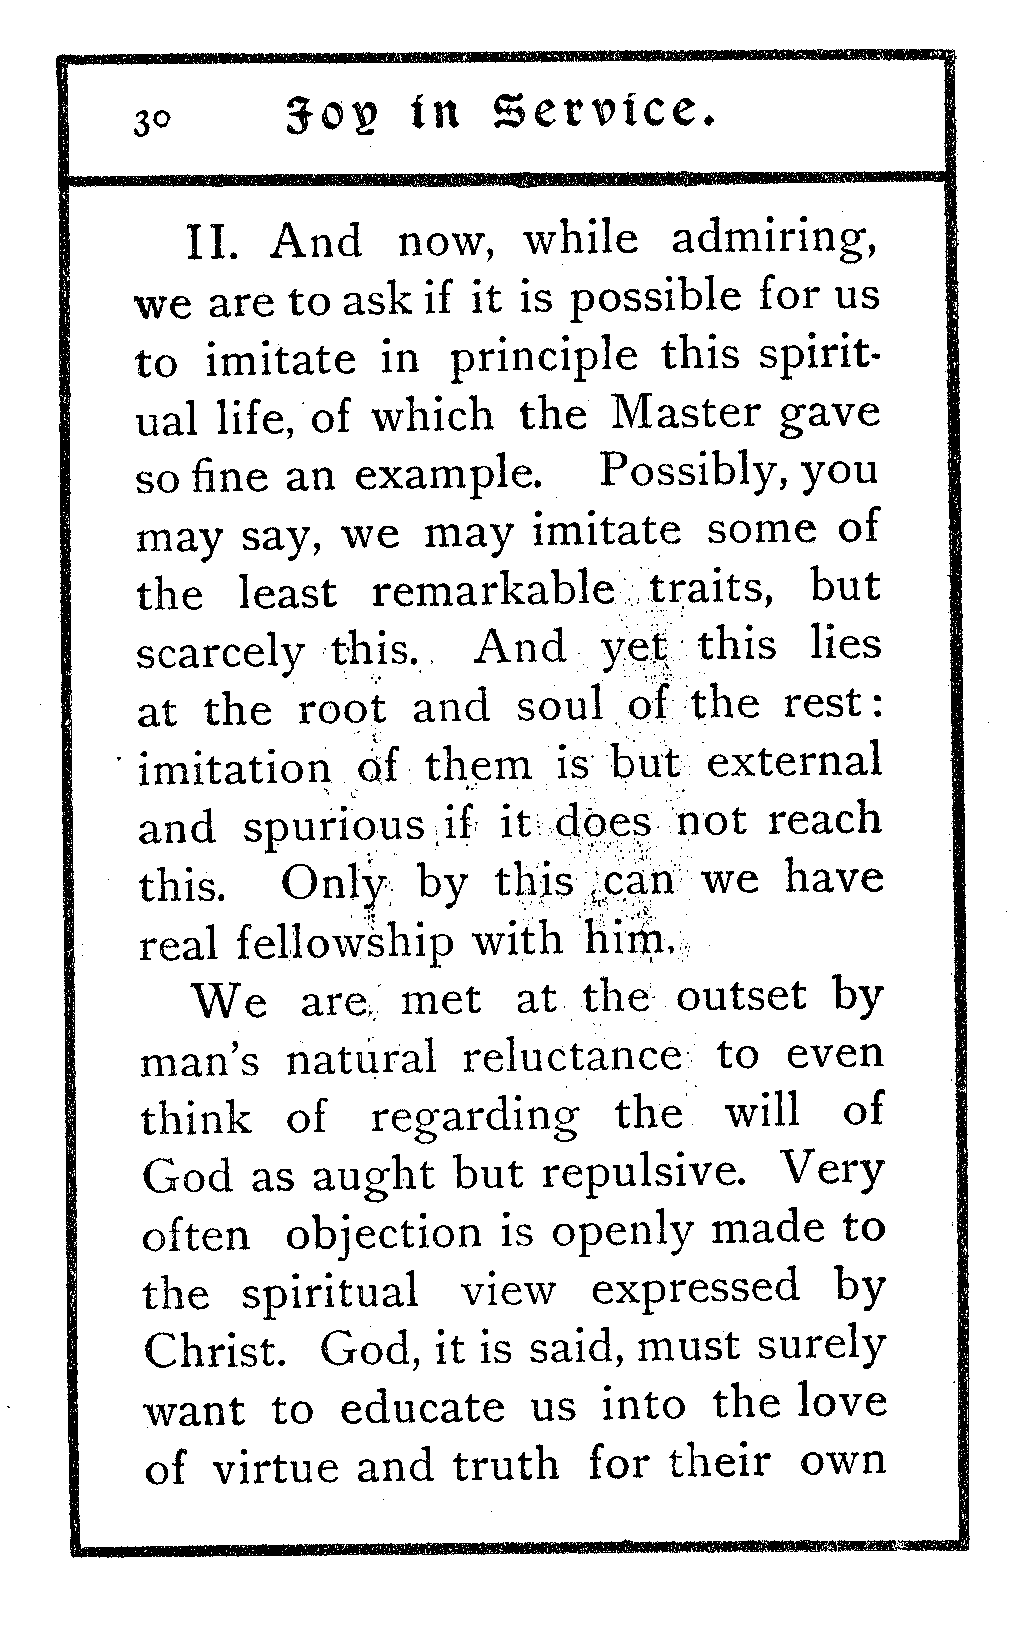 30 Joy in Service.
II. And now, while admiring,
we are to ask if it is possible for us
to imitate in principle this spirit-
ual life, of which the Master gave
so fine an example. Possibly, you
may say, we may imitate some of
the least remarkable traits, but
scarcely this. And yet this lies
at the root and soul of the rest:
imitation of them is but external
and spurious if it does not reach
this. Only by this can we have
real fellowship with him.
We are met at the outset by
man's natural reluctance to even
think of regarding the will of
God as aught but repulsive. Very
often objection is openly made to
the spiritual view expressed by
Christ. God, it is said, must surely
want to educate us into the love
of virtue and truth for their own